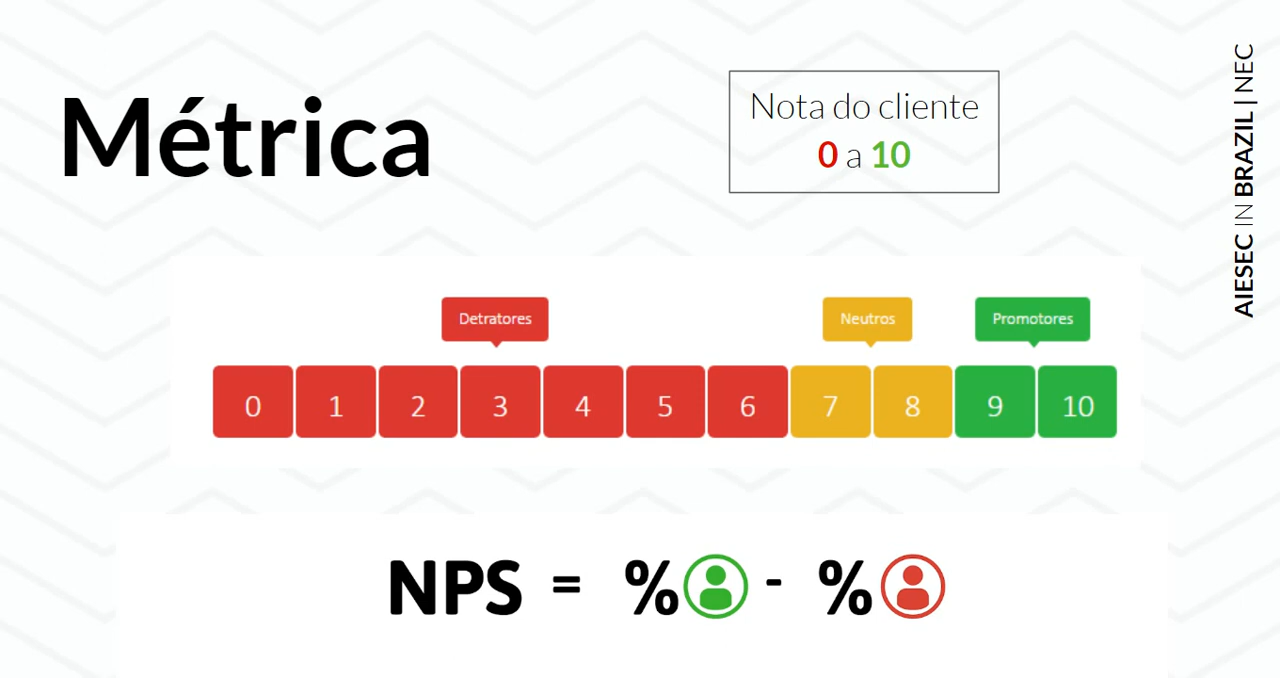 Métrica
Nota do cliente
0 a 10
AIESEC IN BRAZIL | NEC
Detratores
Neutros
Promotores
0 1 2 3 4 5 6 7 8 9 10
NPS = % - %